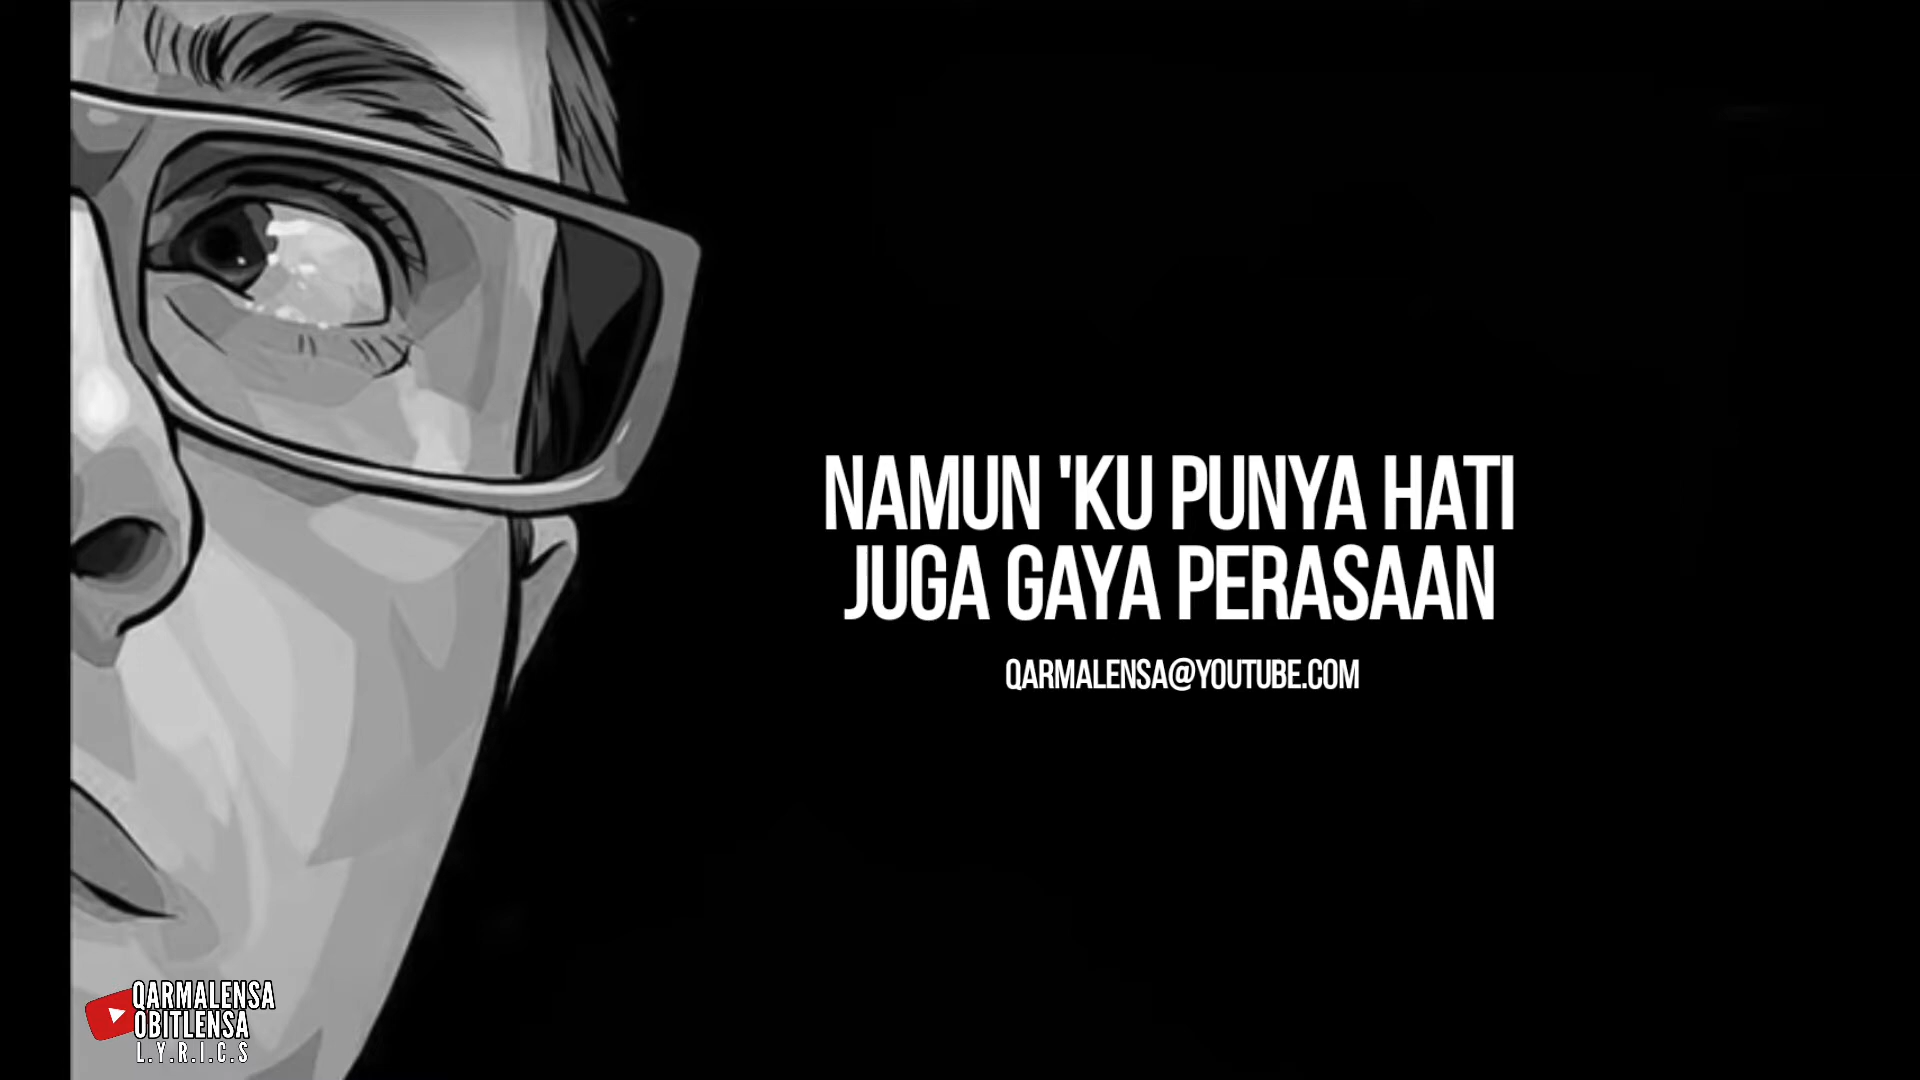 NAMUN 'KU PUNYA HATI
JUGA GAYA PERASAAN
QARMALENSA@YOUTUBE.COM
QARMALENSA
OBITLENSA
L.Y.R.I.C.S